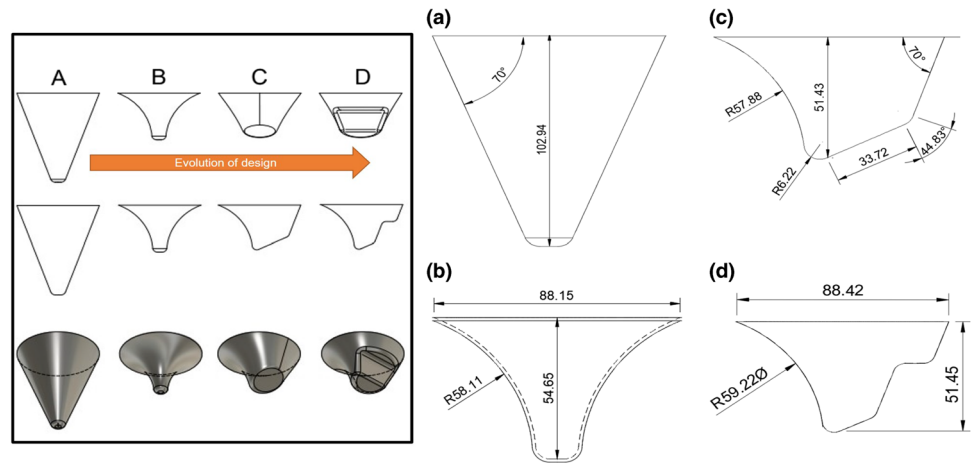 A B C D
Evolution of design
(a)
70°
102.94
(b)
88.15
R58.11
54.65
(c)
R57.88
51.43
70°
R6.22
33.72
44.83°
(d)
88.42
R59.22Ø
51.45